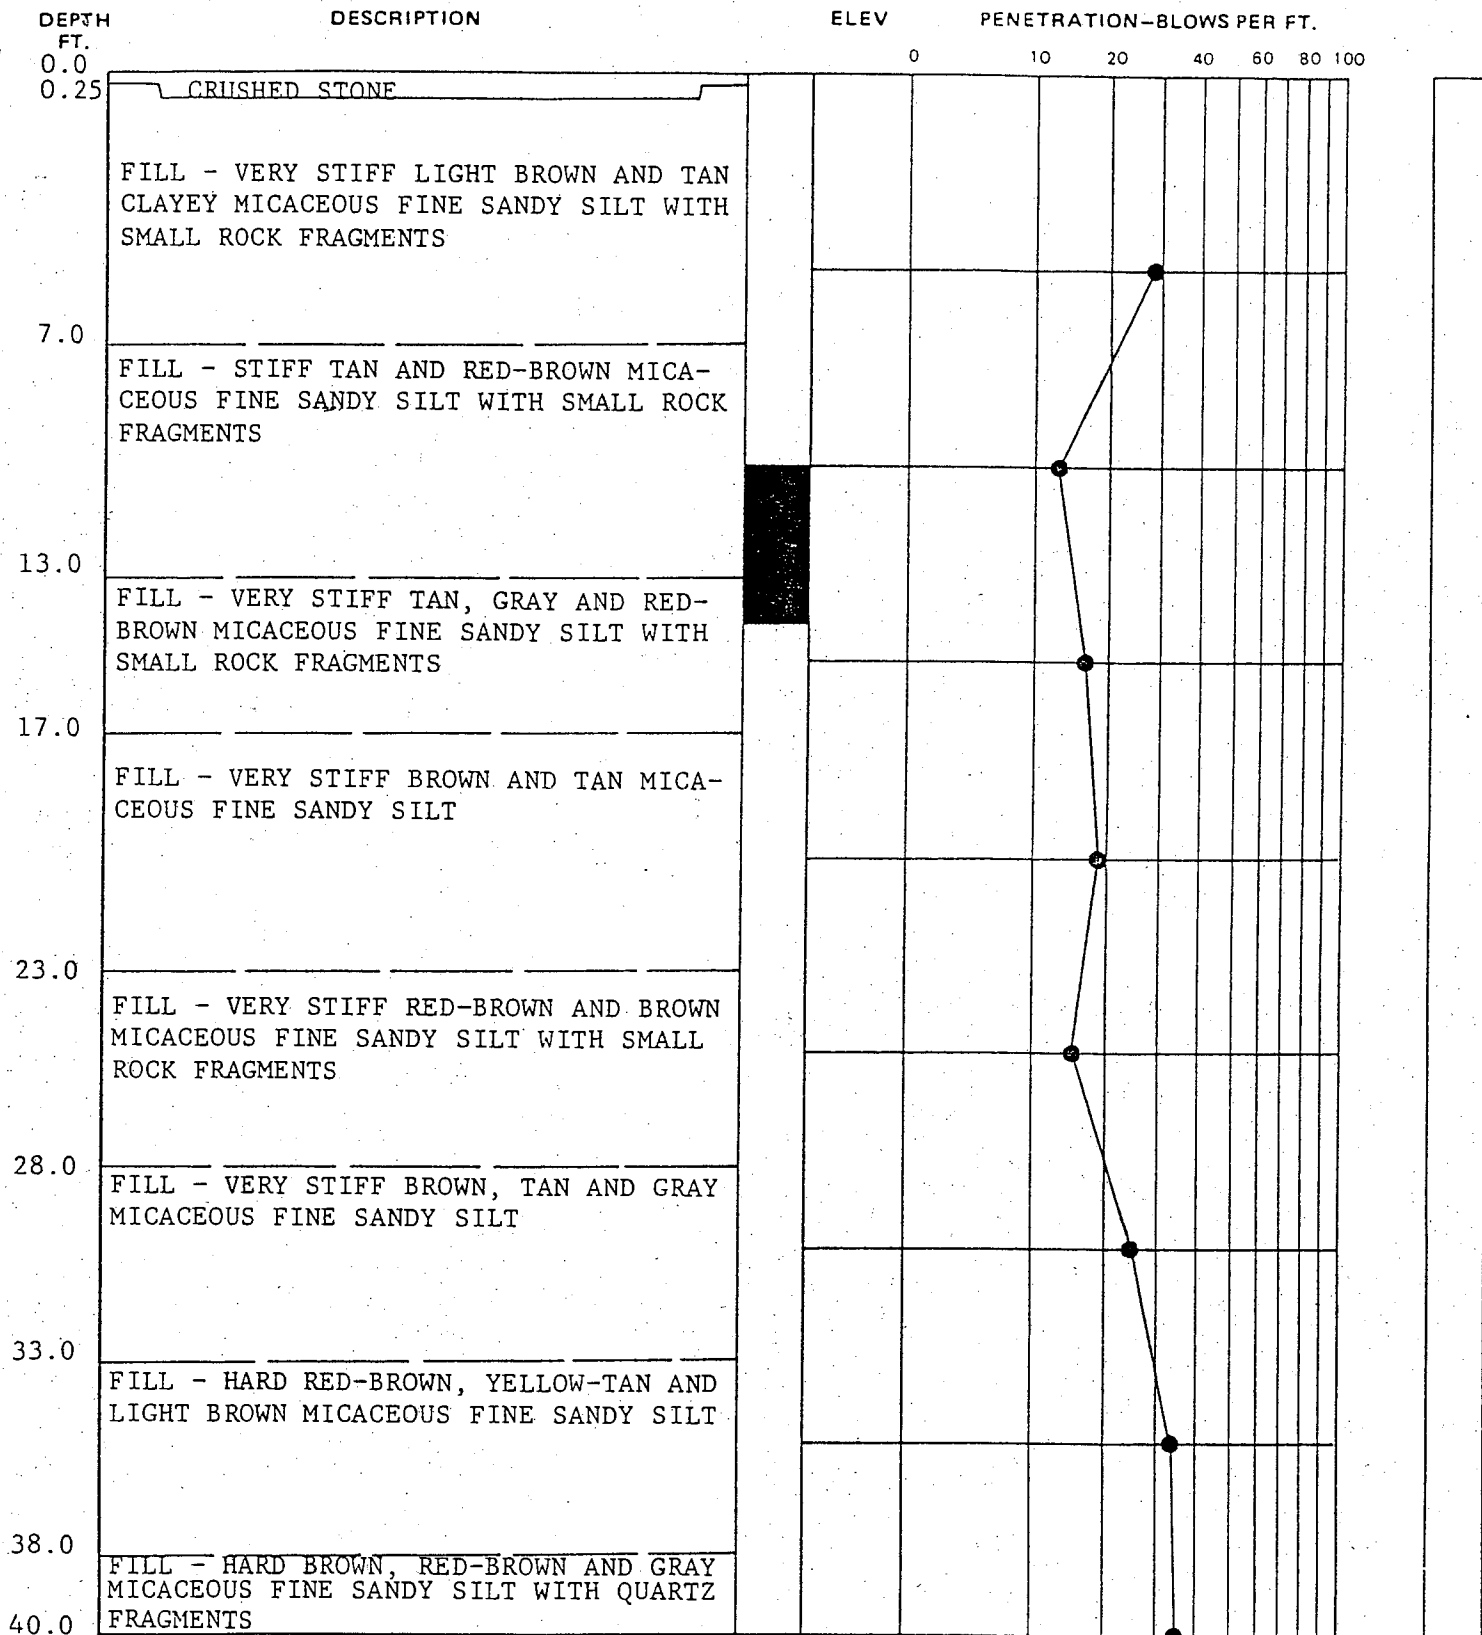 DEPTH DESCRIPTION ELEV PENETRATION—BLOWS PER FT.
FT.
0 10 20 40 60 80 100
0.0
0.25 CRUSHED STONE
FILL - VERY STIFF LIGHT BROWN AND TAN
CLAYEY MICACEOUS FINE SANDY SILT WITH
SMALL ROCK FRAGMENTS
7.0
FILL - STIFF TAN AND RED-BROWN MICA-
CEOUS FINE SANDY SILT WITH SMALL ROCK
FRAGMENTS
13.0
FILL - VERY STIFF TAN, GRAY AND RED-
BROWN MICACEOUS FINE SANDY SILT WITH
SMALL ROCK FRAGMENTS
17.0
FILL - VERY STIFF BROWN AND TAN MICA-
CEOUS FINE SANDY SILT
23.0
FILL - VERY STIFF RED-BROWN AND BROWN
MICACEOUS FINE SANDY SILT WITH SMALL
ROCK FRAGMENTS
28.0
FILL - VERY STIFF BROWN, TAN AND GRAY
MICACEOUS FINE SANDY SILT
33.0
FILL - HARD RED-BROWN, YELLOW-TAN AND
LIGHT BROWN MICACEOUS FINE SANDY SILT
38.0
FILL - HARD BROWN, RED-BROWN AND GRAY
MICACEOUS FINE SANDY SILT WITH QUARTZ
40.0 FRAGMENTS